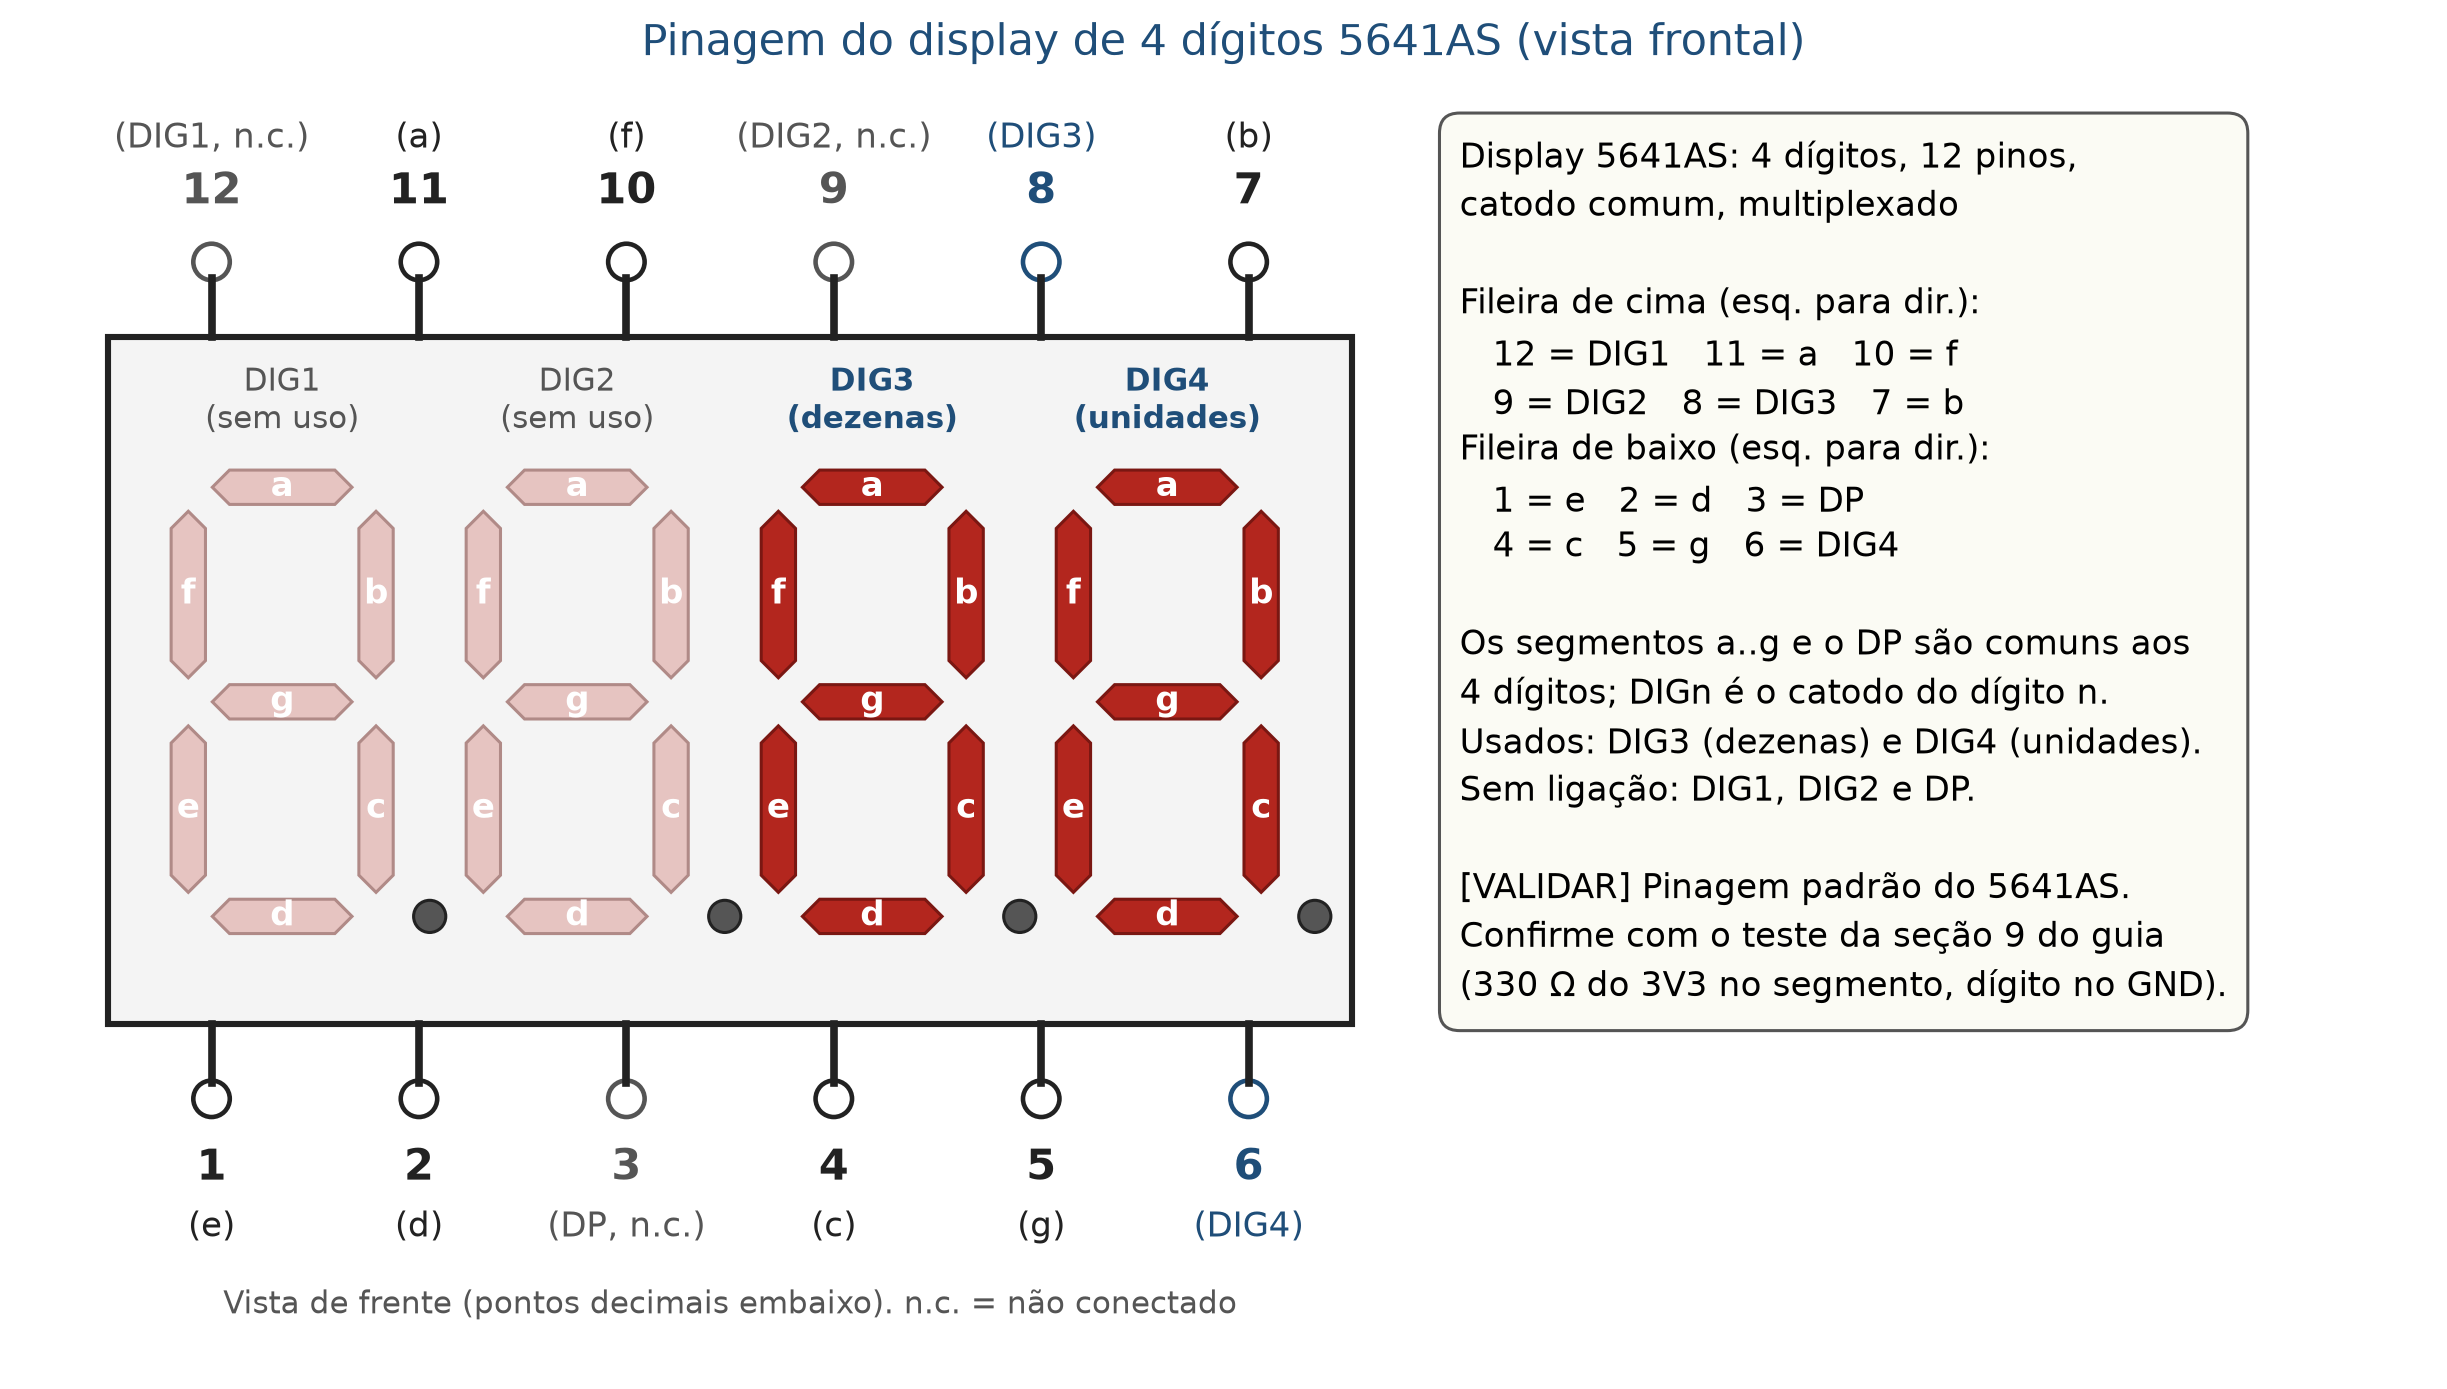 Pinagem do display de 4 dígitos 5641AS (vista frontal)
(DIG1, n.c.) (a) (f) (DIG2, n.c.) (DIG3) (b)
12 11 10 9 8 7
DIG1 DIG2 DIG3 DIG4
(sem uso) (sem uso) (dezenas) (unidades)
a a a a
f b f b f b f b
g g g g
e c e c e c e c
d d d d
1 2 3 4 5 6
(e) (d) (DP, n.c.) (c) (g) (DIG4)
Vista de frente (pontos decimais embaixo). n.c. = não conectado
Display 5641AS: 4 dígitos, 12 pinos,
catodo comum, multiplexado
Fileira de cima (esq. para dir.):
12 = DIG1 11 = a 10 = f
9 = DIG2 8 = DIG3 7 = b
Fileira de baixo (esq. para dir.):
1 = e 2 = d 3 = DP
4 = c 5 = g 6 = DIG4
Os segmentos a..g e o DP são comuns aos
4 dígitos; DIGn é o catodo do dígito n.
Usados: DIG3 (dezenas) e DIG4 (unidades).
Sem ligação: DIG1, DIG2 e DP.
[VALIDAR] Pinagem padrão do 5641AS.
Confirme com o teste da seção 9 do guia
(330 Ω do 3V3 no segmento, dígito no GND).